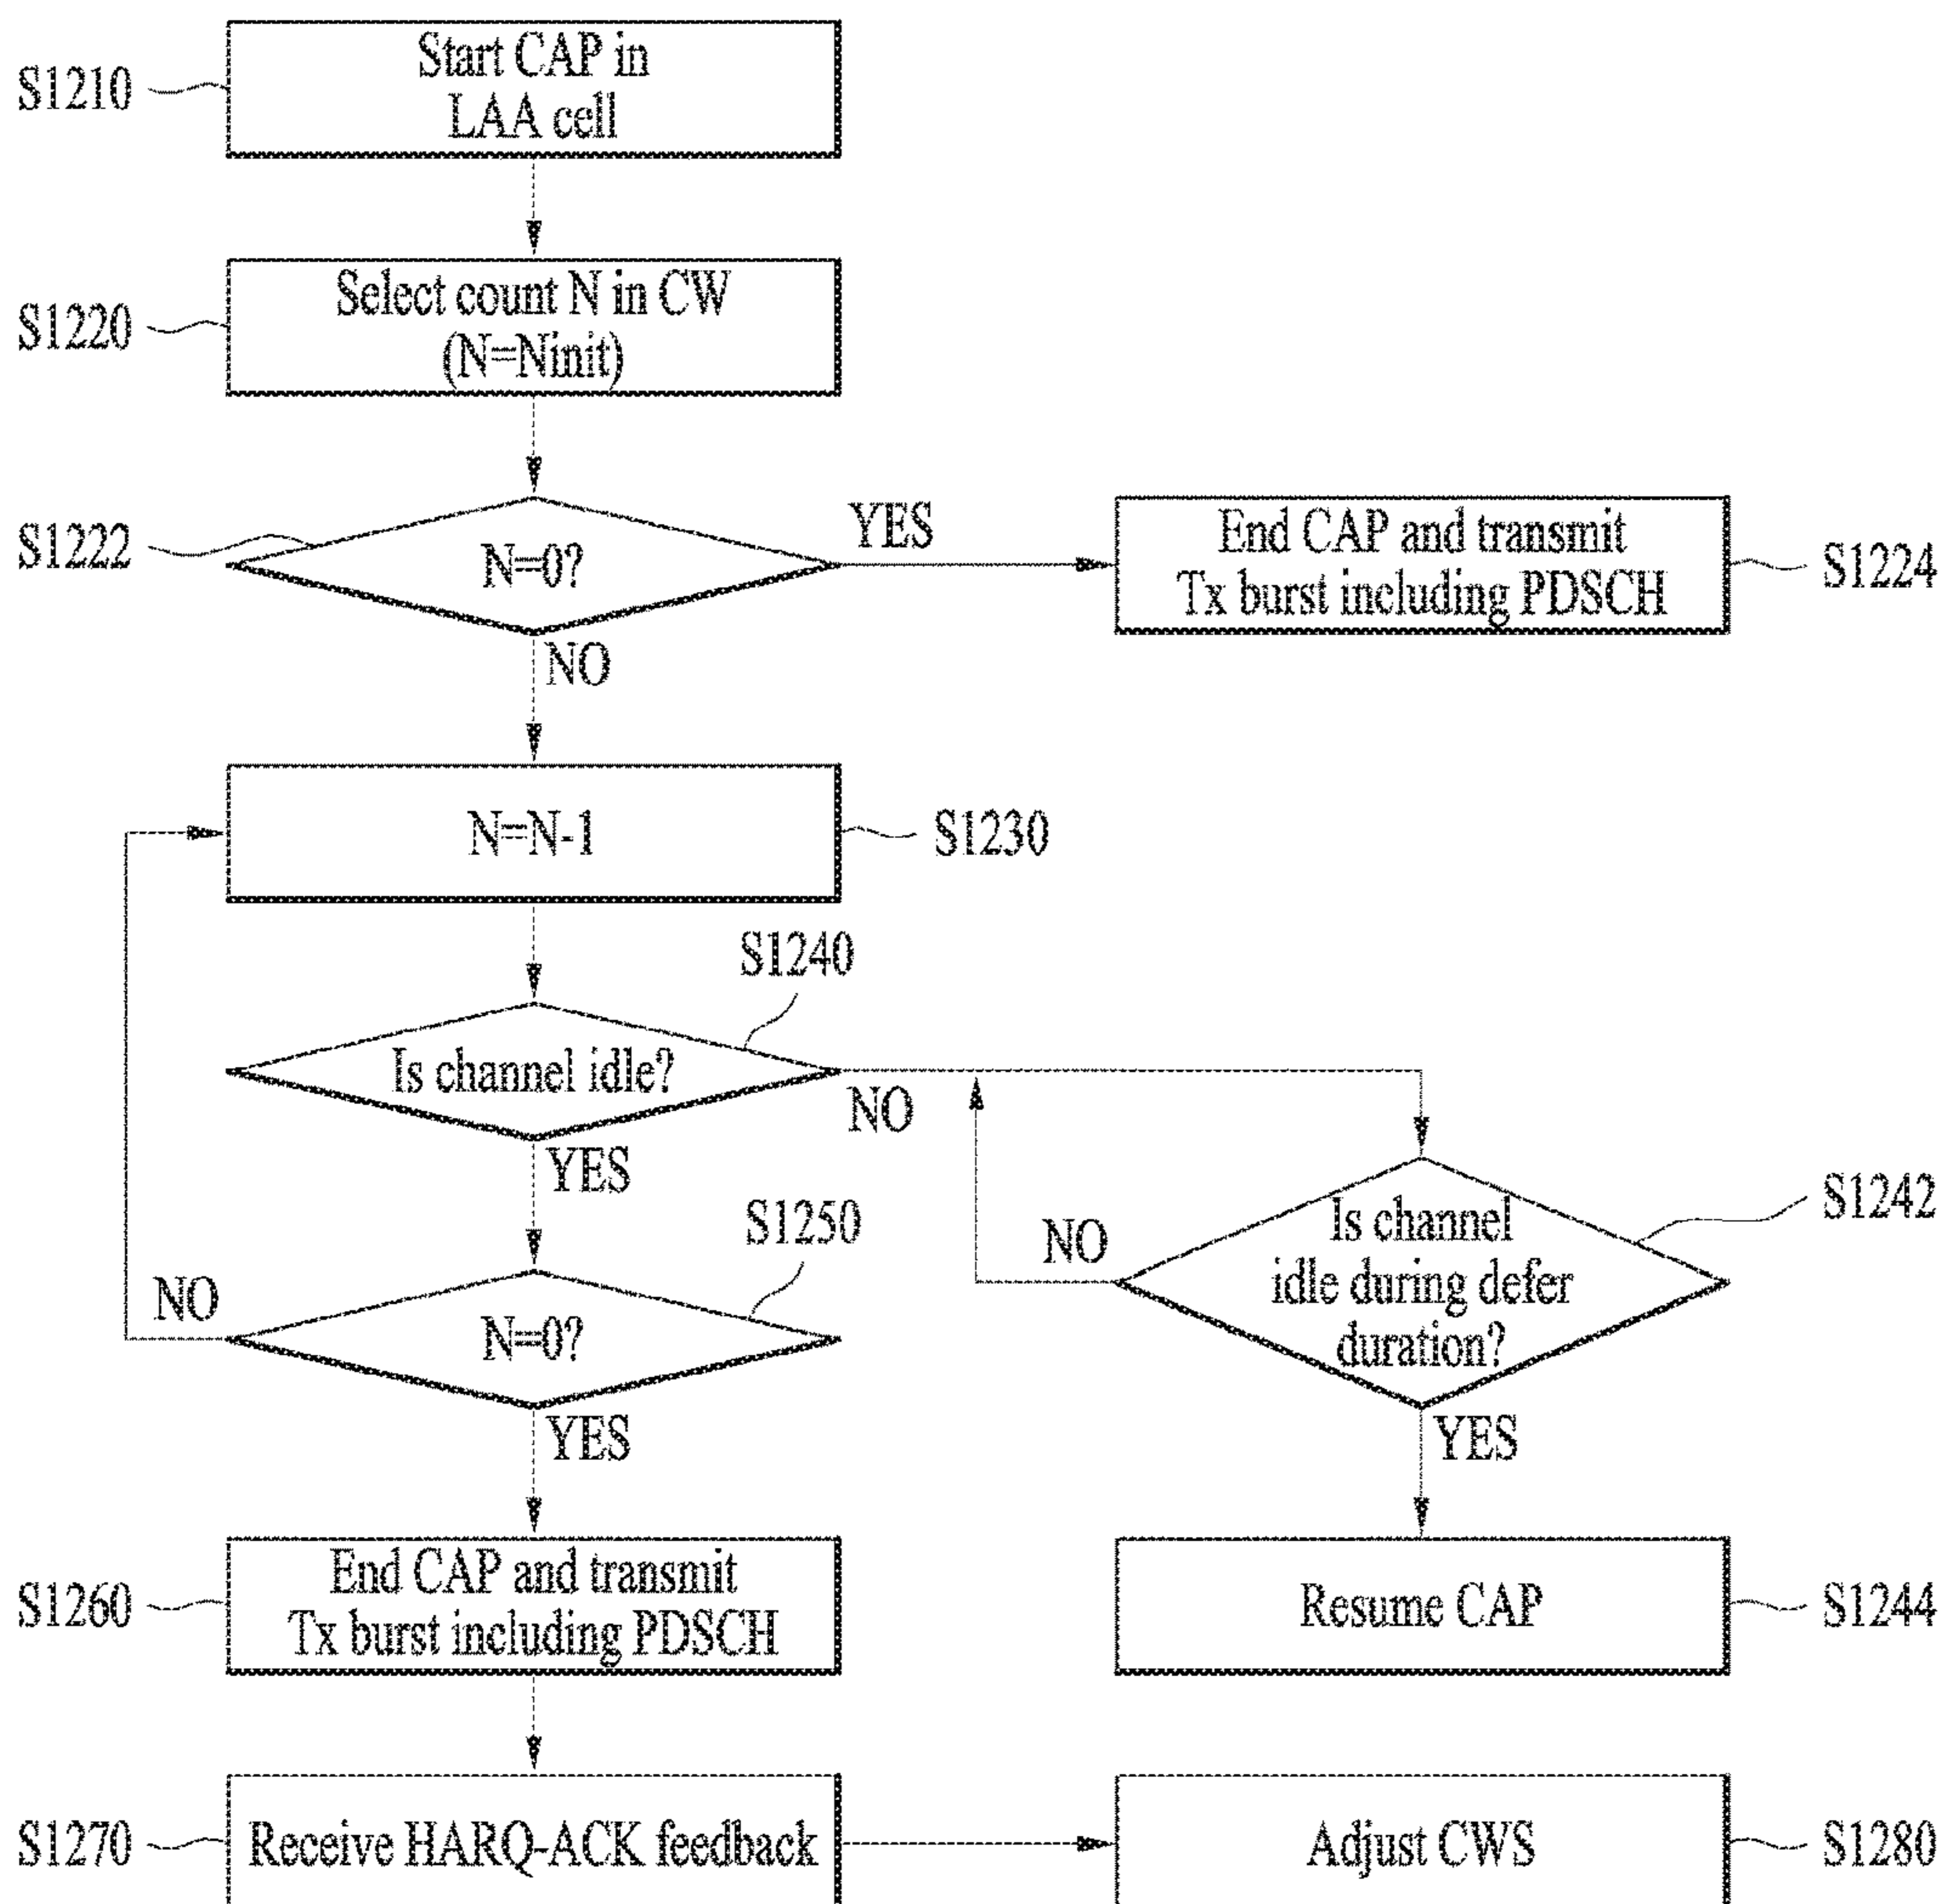 S1210
Start CAP in
LAA cell
S1220
Select count N in CW
(N=Ninit)
S1222
N=0?
YES
End CAP and transmit
Tx burst including PDSCH
S1224
NO
N=N-1
S1230
S1240
Is channel idle?
NO
YES
S1250
NO
N=0?
NO
Is channel
idle during defer
duration?
S1242
YES
YES
S1260
End CAP and transmit
Tx burst including PDSCH
Resume CAP
S1244
S1270
Receive HARQ-ACK feedback
Adjust CWS
S1280